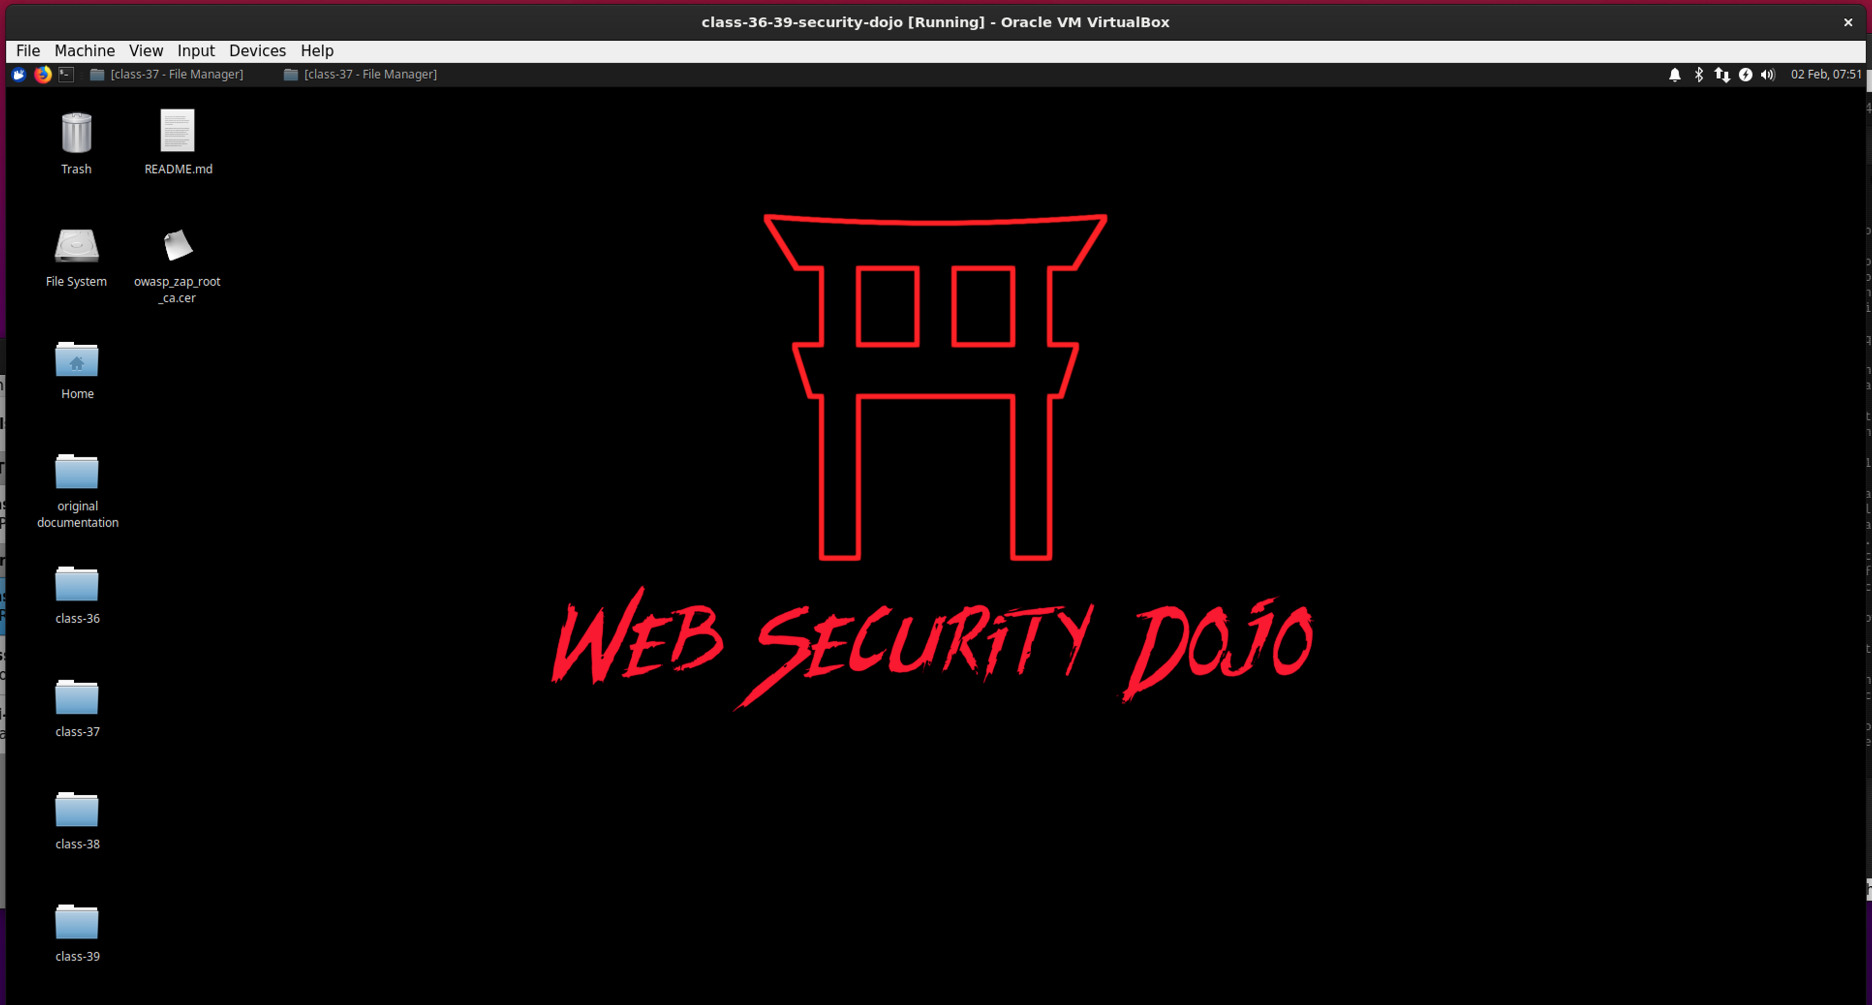 class-36-39-security-dojo [Running] - Oracle VM VirtualBox
File Machine View Input Devices Help
[class-37 - File Manager] [class-37 - File Manager] 02 Feb, 07:51
Trash
README.md
File System
owasp_zap_root
_ca.cer
Home
original
documentation
class-36
class-37
class-38
class-39
Web Security Dojo